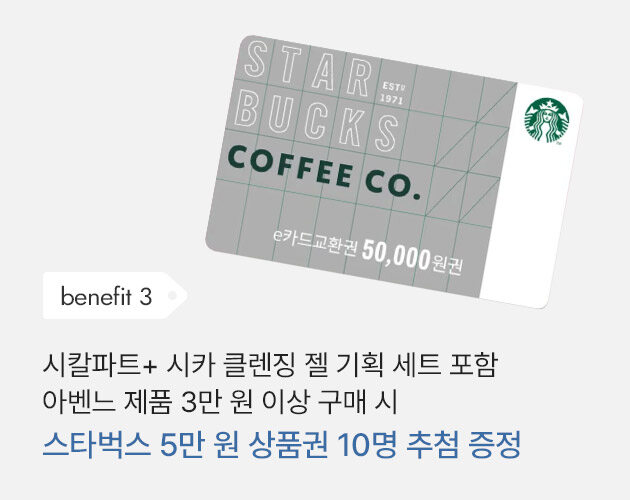 STAR
ESTD
1971
BUCKS
COFFEE CO.
e카드교환권 50,000원권
benefit 3
시칼파트+ 시카 클렌징 젤 기획 세트 포함
아벤느 제품 3만 원 이상 구매 시
스타벅스 5만 원 상품권 10명 추첨 증정